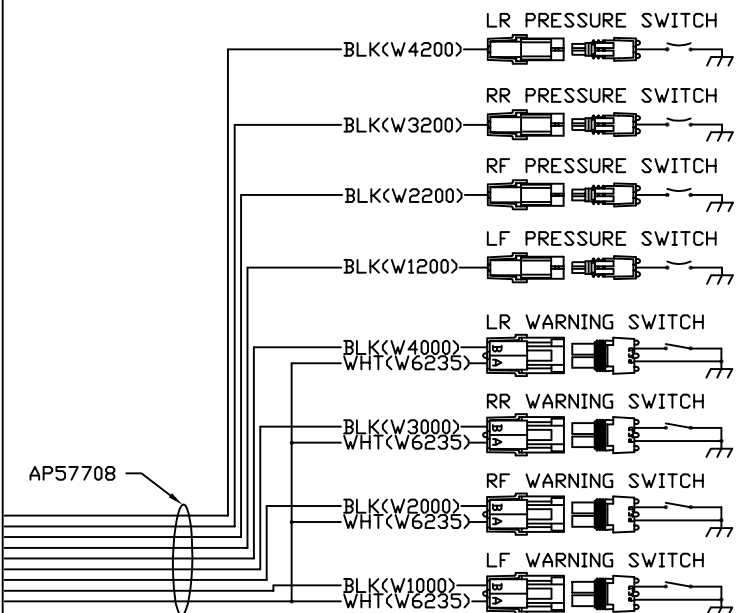 LR PRESSURE SWITCH
BLK(W4200)
RR PRESSURE SWITCH
BLK(W3200)
RF PRESSURE SWITCH
BLK(W2200)
LF PRESSURE SWITCH
BLK(W1200)
LR WARNING SWITCH
BLK(W4000)
WHT(W6235)
B
A
RR WARNING SWITCH
BLK(W3000)
WHT(W6235)
B
A
AP57708
RF WARNING SWITCH
BLK(W2000)
WHT(W6235)
B
A
LF WARNING SWITCH
BLK(W1000)
WHT(W6235)
B
A